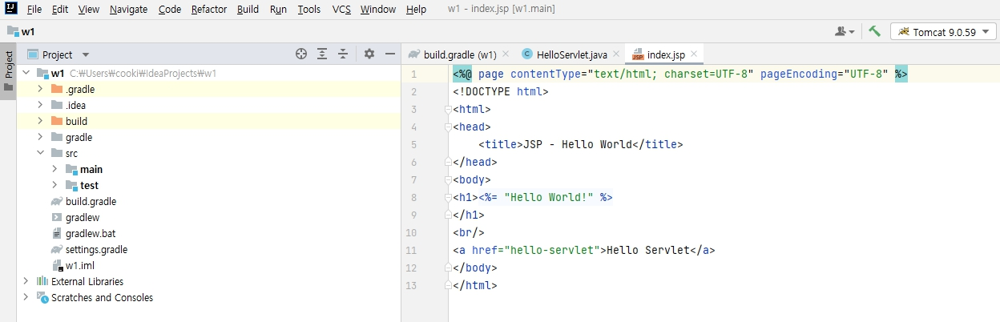 File Edit View Navigate Code Refactor Build Run Tools VCS Window Help w1 - index.jsp [w1.main]
w1 Tomcat 9.0.59
Project
Project
w1 C:₩Users₩cooki₩IdeaProjects₩w1
.gradle
.idea
build
gradle
src
main
test
build.gradle
gradlew
gradlew.bat
settings.gradle
w1.iml
External Libraries
Scratches and Consoles
build.gradle (w1) HelloServlet.java index.jsp
1 <%@ page contentType="text/html; charset=UTF-8" pageEncoding="UTF-8" %>
2 <!DOCTYPE html>
3 <html>
4 <head>
5 <title>JSP - Hello World</title>
6 </head>
7 <body>
8 <h1><%= "Hello World!" %>
9 </h1>
10 <br/>
11 <a href="hello-servlet">Hello Servlet</a>
12 </body>
13 </html>